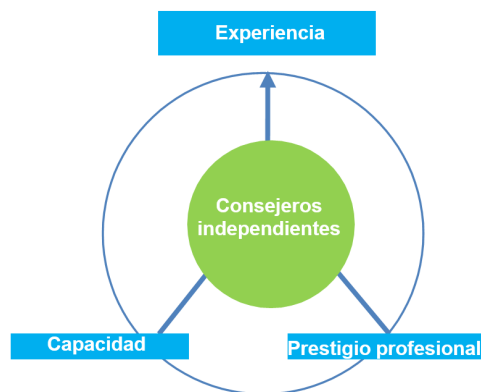 Experiencia
Consejeros
independientes
Capacidad
Prestigio profesional